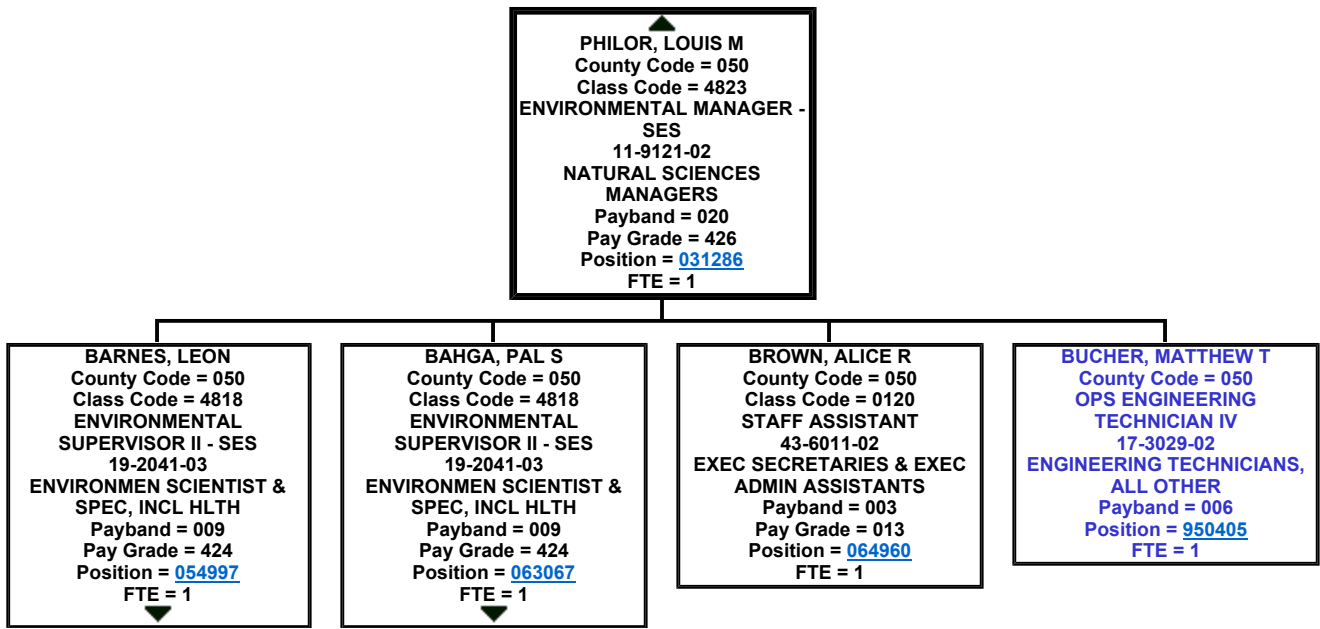 PHILOR, LOUIS M
County Code = 050
Class Code = 4823
ENVIRONMENTAL MANAGER -
SES
11-9121-02
NATURAL SCIENCES
MANAGERS
Payband = 020
Pay Grade = 426
Position = 031286
FTE = 1
BARNES, LEON
County Code = 050
Class Code = 4818
ENVIRONMENTAL
SUPERVISOR II - SES
19-2041-03
ENVIRONMEN SCIENTIST &
SPEC, INCL HLTH
Payband = 009
Pay Grade = 424
Position = 054997
FTE = 1
BAHGA, PAL S
County Code = 050
Class Code = 4818
ENVIRONMENTAL
SUPERVISOR II - SES
19-2041-03
ENVIRONMEN SCIENTIST &
SPEC, INCL HLTH
Payband = 009
Pay Grade = 424
Position = 063067
FTE = 1
BROWN, ALICE R
County Code = 050
Class Code = 0120
STAFF ASSISTANT
43-6011-02
EXEC SECRETARIES & EXEC
ADMIN ASSISTANTS
Payband = 003
Pay Grade = 013
Position = 064960
FTE = 1
BUCHER, MATTHEW T
County Code = 050
OPS ENGINEERING
TECHNICIAN IV
17-3029-02
ENGINEERING TECHNICIANS,
ALL OTHER
Payband = 006
Position = 950405
FTE = 1